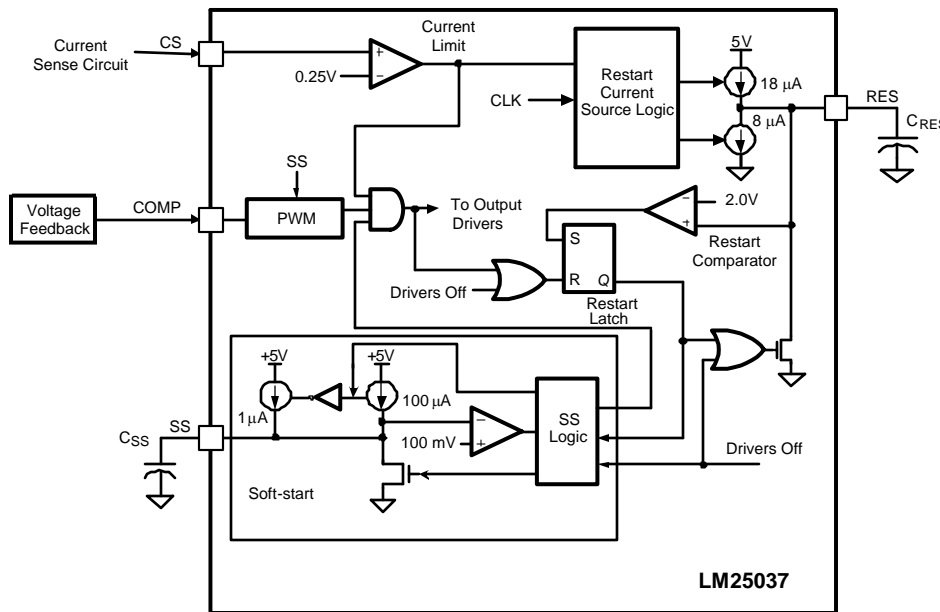 Current
Sense Circuit
CS
0.25V
Current
Limit
CLK
Restart
Current
Source Logic
5V
18 µA
8 µA
RES
CRES
Voltage
Feedback
COMP
SS
PWM
To Output
Drivers
2.0V
Restart
Comparator
S
R
Q
Restart
Latch
Drivers Off
+5V
+5V
1µA
100 µA
100 mV
SS
Logic
CSS
SS
Soft-start
Drivers Off
LM25037